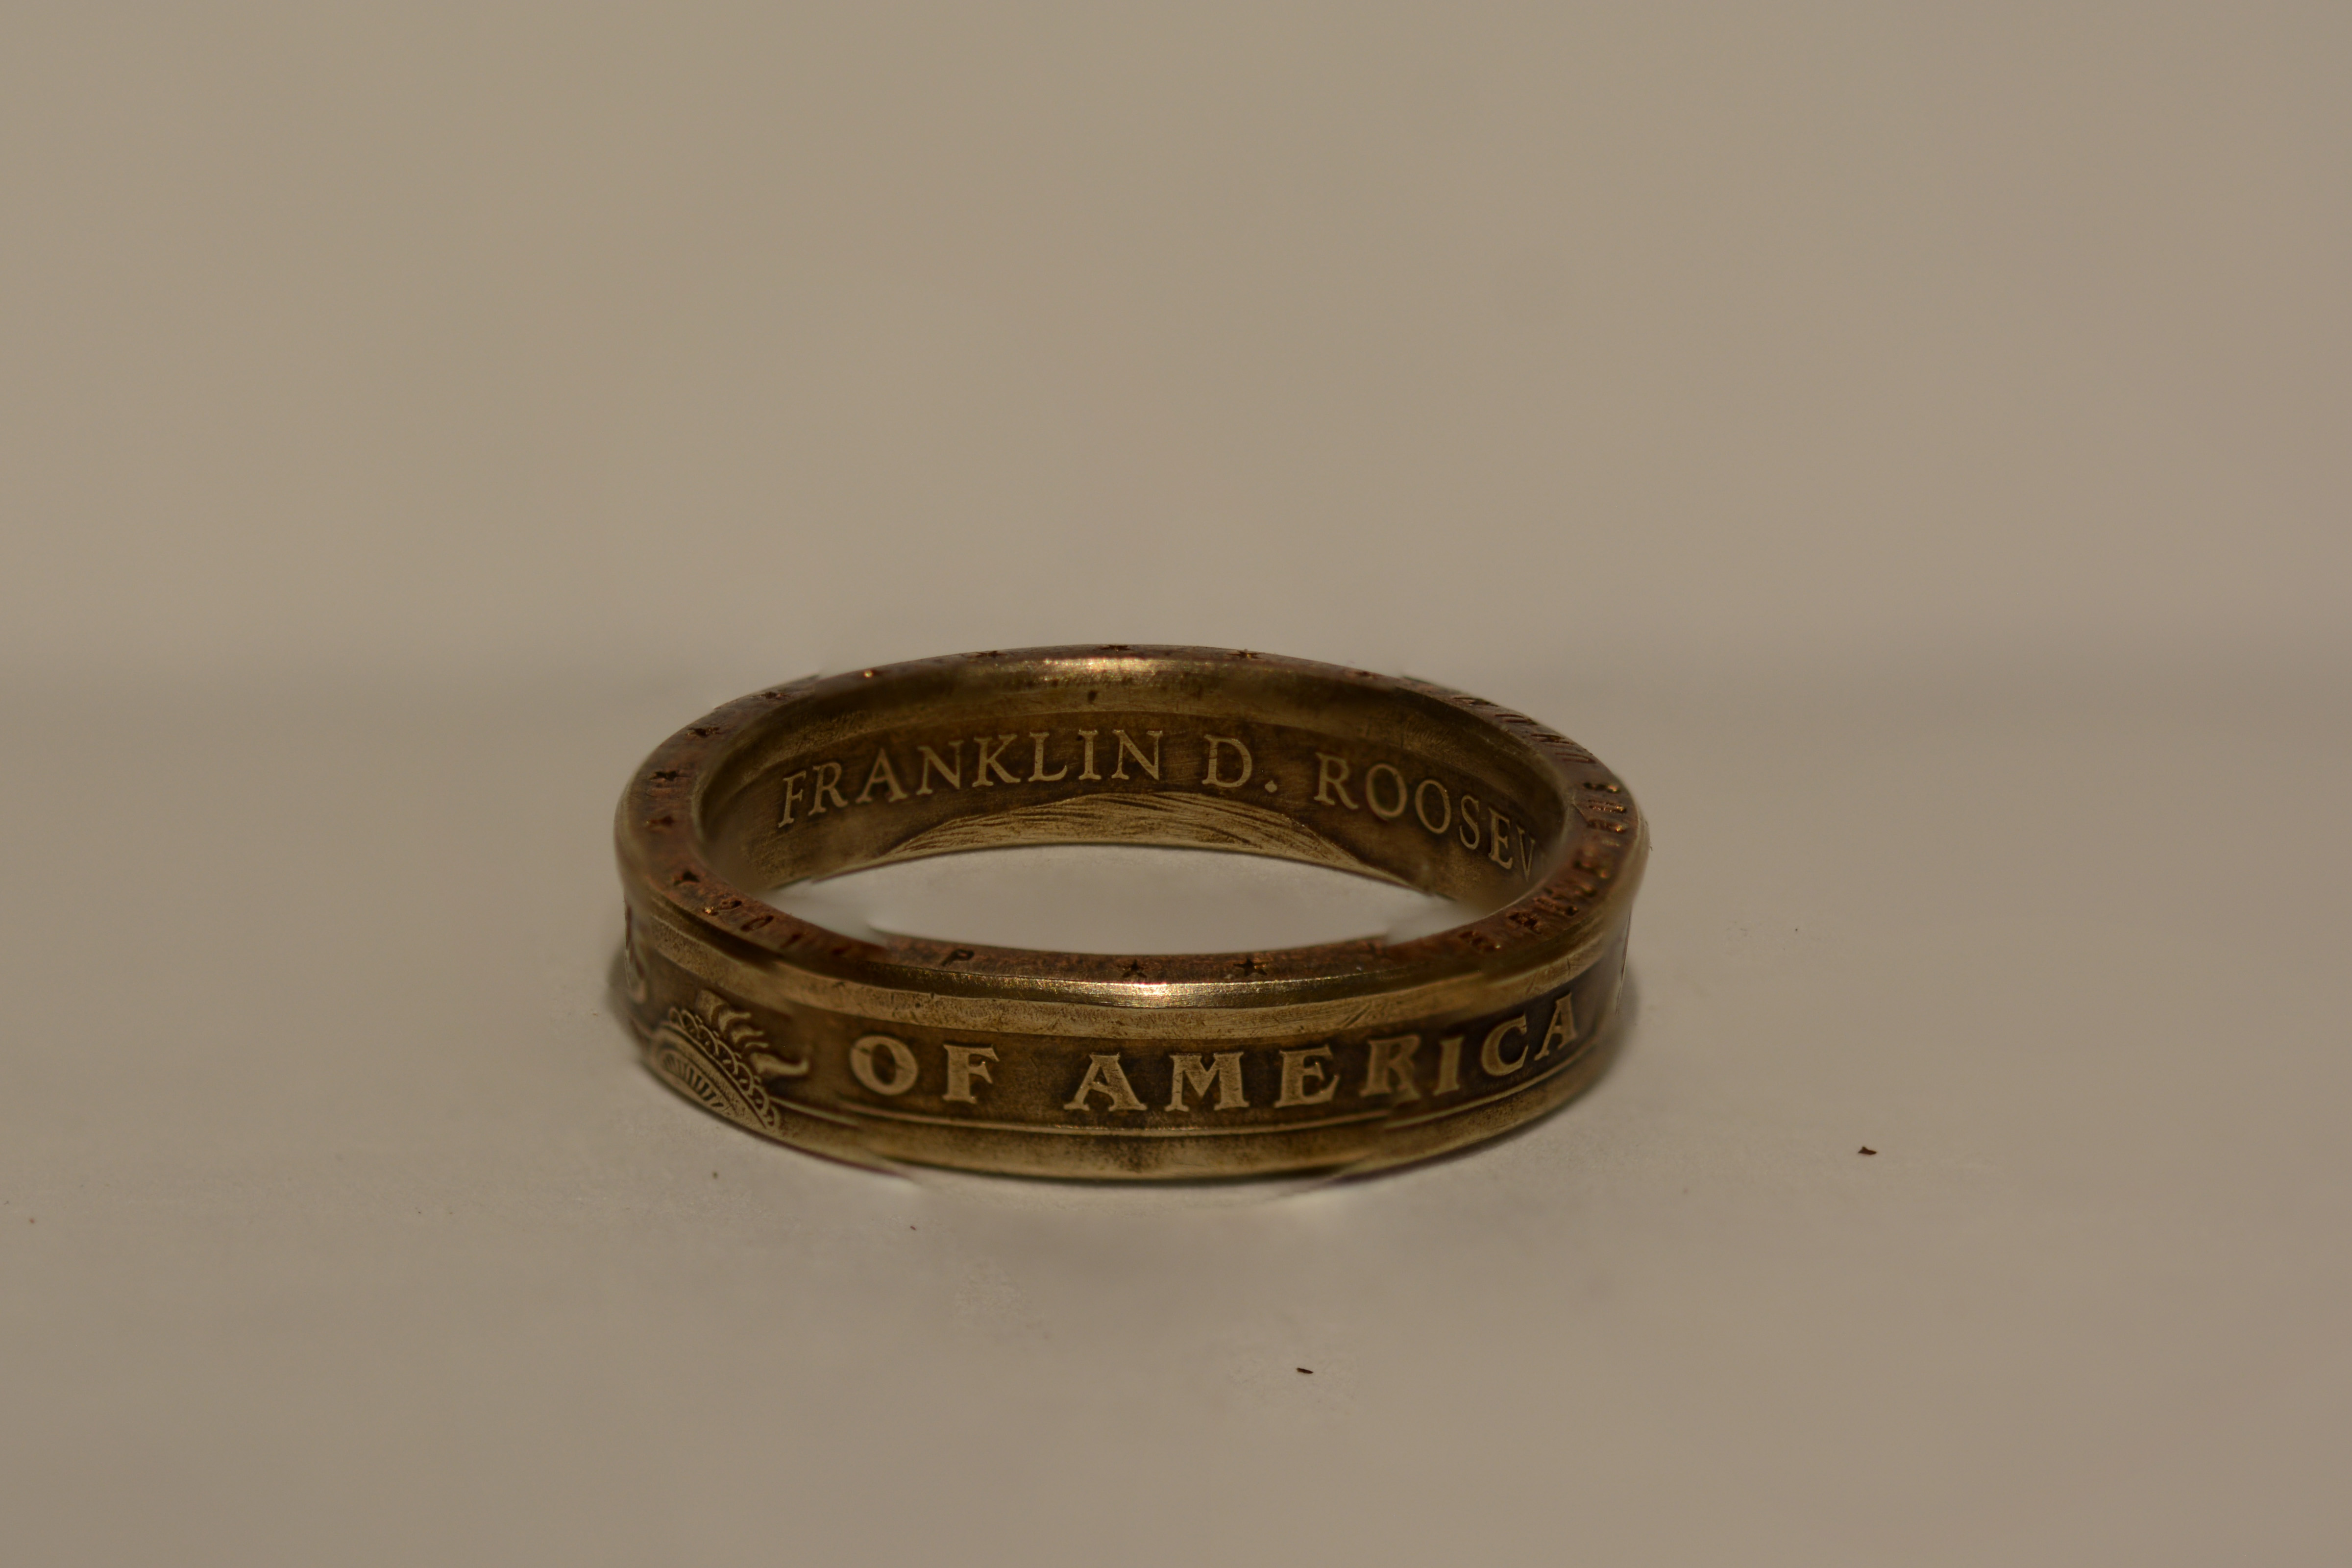 FRANKLIN D. ROOSEV
OF AMERICA
P